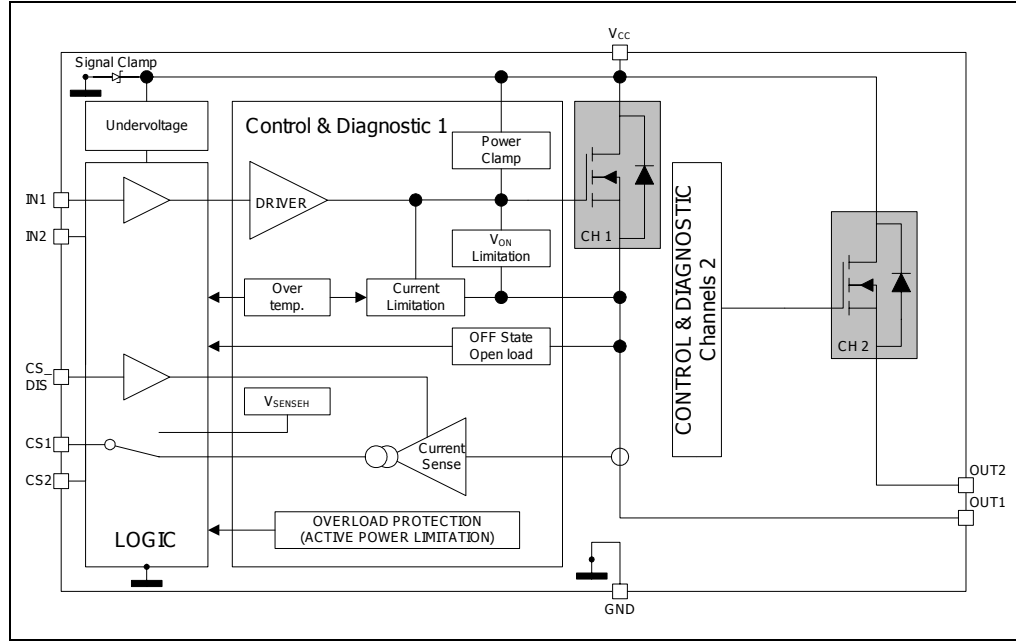 VCC
Signal Clamp
Undervoltage
Control & Diagnostic 1
Power
Clamp
IN1
DRIVER
IN2
CH 1
VON
Limitation
Over
temp.
Current
Limitation
OFF State
Open load
CONTROL & DIAGNOSTIC
Channels 2
CH 2
CS_
DIS
VSENSEH
CS1
Current
Sense
CS2
OUT2
OUT1
OVERLOAD PROTECTION
(ACTIVE POWER LIMITATION)
LOGIC
GND